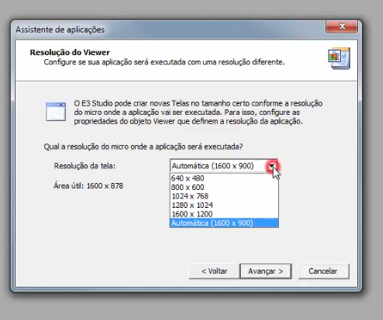 Assistente de aplicações
Resolução do Viewer
Configure se sua aplicação será executada com uma resolução diferente.
O E3 Studio pode criar novas Telas no tamanho certo conforme a resolução
do micro onde a aplicação vai ser executada. Para isso, configure as
propriedades do objeto Viewer que definem a resolução da aplicação.
Qual a resolução do micro onde a aplicação será executada?
Resolução da tela: Automática (1600 x 900)
640 x 480
Área útil: 1600 x 878 800 x 600
1024 x 768
1280 x 1024
1600 x 1200
Automática (1600 x 900)
< Voltar Avançar > Cancelar